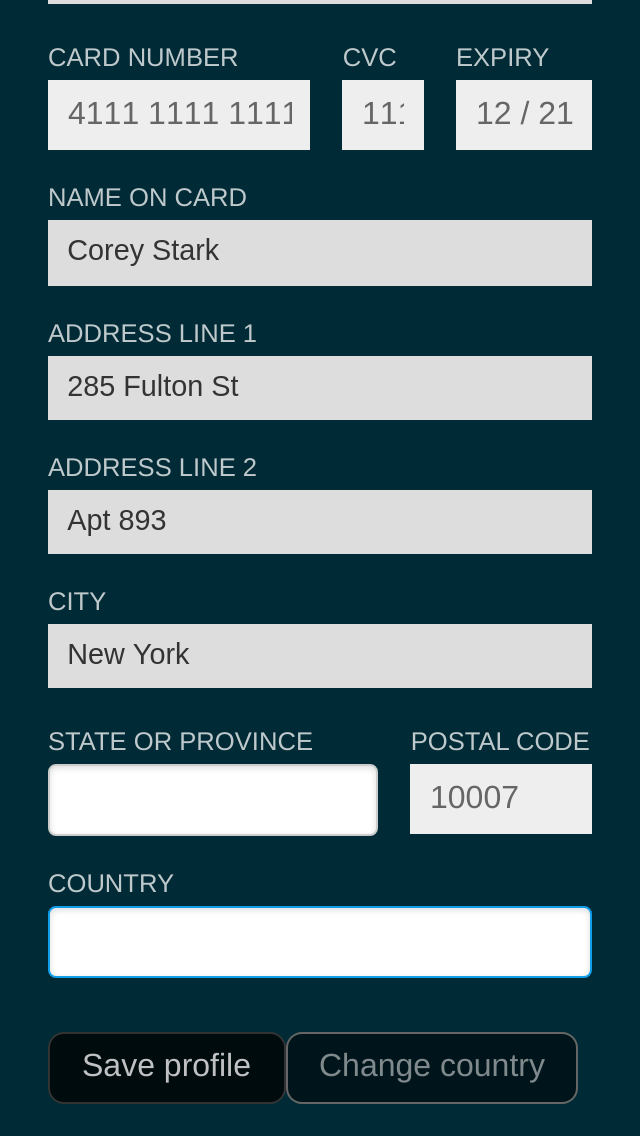 CARD NUMBER CVC EXPIRY
4111 1111 1111 111 12 / 21
NAME ON CARD
Corey Stark
ADDRESS LINE 1
285 Fulton St
ADDRESS LINE 2
Apt 893
CITY
New York
STATE OR PROVINCE POSTAL CODE
10007
COUNTRY
Save profile Change country